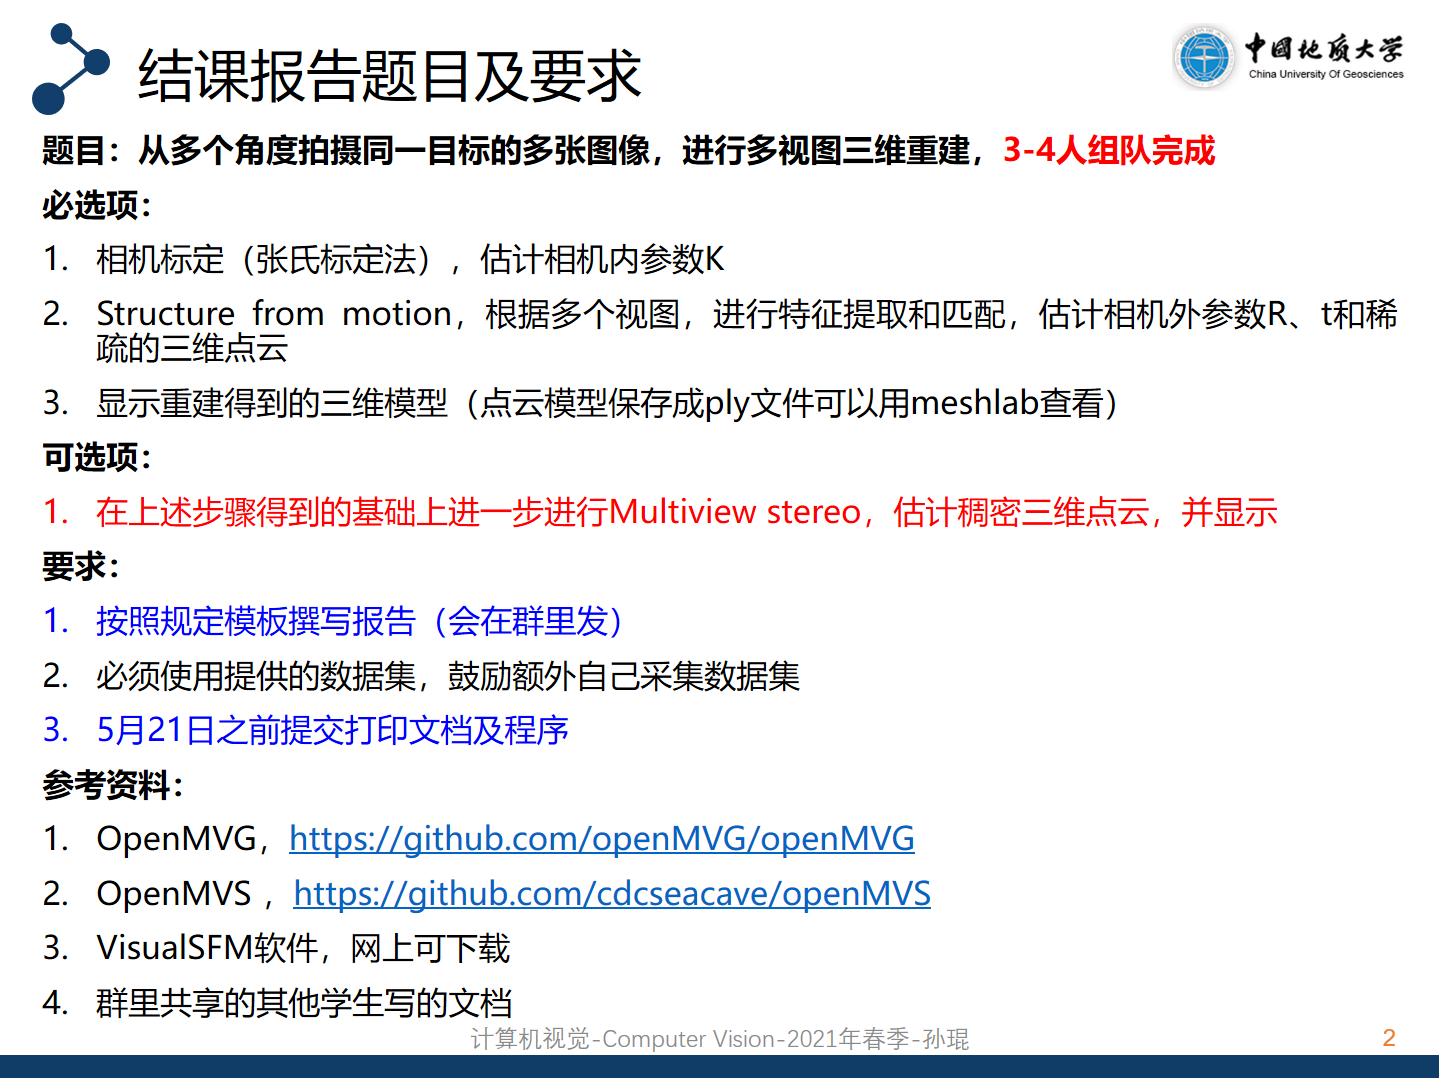 结课报告题目及要求
中国地质大学
China University Of Geosciences
题目：从多个角度拍摄同一目标的多张图像，进行多视图三维重建，3-4人组队完成
必选项：
1. 相机标定（张氏标定法），估计相机内参数K
2. Structure from motion，根据多个视图，进行特征提取和匹配，估计相机外参数R、t和稀
疏的三维点云
3. 显示重建得到的三维模型（点云模型保存成ply文件可以用meshlab查看）
可选项：
1. 在上述步骤得到的基础上进一步进行Multiview stereo，估计稠密三维点云，并显示
要求：
1. 按照规定模板撰写报告（会在群里发）
2. 必须使用提供的数据集，鼓励额外自己采集数据集
3. 5月21日之前提交打印文档及程序
参考资料：
1. OpenMVG，https://github.com/openMVG/openMVG
2. OpenMVS ，https://github.com/cdcseacave/openMVS
3. VisualSFM软件，网上可下载
4. 群里共享的其他学生写的文档
计算机视觉-Computer Vision-2021年春季-孙琨
2